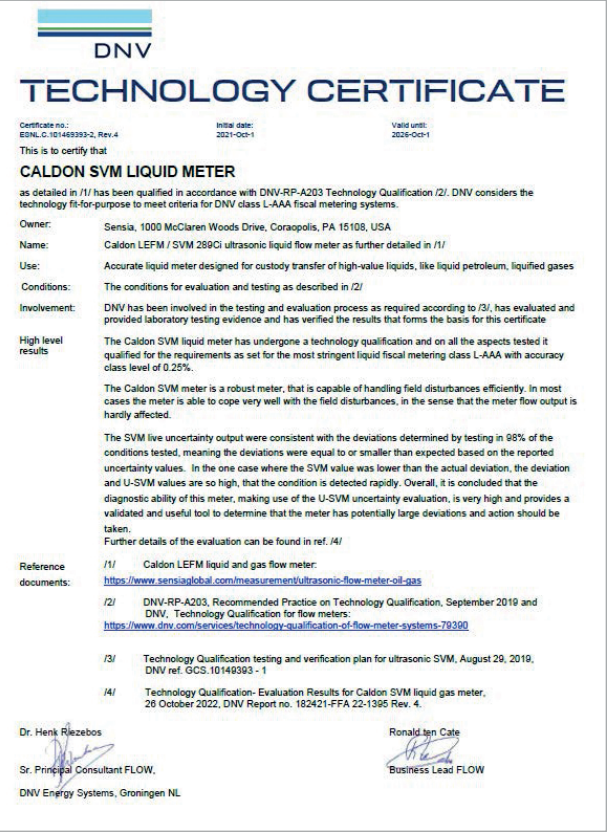 DNV
TECHNOLOGY CERTIFICATE
Certificate no.:
ESNL.C.101469393-2, Rev.4
Initial date:
2021-Oct-1
Valid until:
2026-Oct-1
This is to certify that
CALDON SVM LIQUID METER
as detailed in /1/ has been qualified in accordance with DNV-RP-A203 Technology Qualification /2/. DNV considers the
technology fit-for-purpose to meet criteria for DNV class L-AAA fiscal metering systems.
Owner: Sensia, 1000 McClaren Woods Drive, Coraopolis, PA 15108, USA
Name: Caldon LEFM / SVM 289Ci ultrasonic liquid flow meter as further detailed in /1/
Use: Accurate liquid meter designed for custody transfer of high-value liquids, like liquid petroleum, liquified gases
Conditions: The conditions for evaluation and testing as described in /2/
Involvement: DNV has been involved in the testing and evaluation process as required according to /3/, has evaluated and
provided laboratory testing evidence and has verified the results that forms the basis for this certificate
High level
results
The Caldon SVM liquid meter has undergone a technology qualification and on all the aspects tested it
qualified for the requirements as set for the most stringent liquid fiscal metering class L-AAA with accuracy
class level of 0.25%.
The Caldon SVM meter is a robust meter, that is capable of handling field disturbances efficiently. In most
cases the meter is able to cope very well with the field disturbances, in the sense that the meter flow output is
hardly affected.
The SVM live uncertainty output were consistent with the deviations determined by testing in 98% of the
conditions tested, meaning the deviations were equal to or smaller than expected based on the reported
uncertainty values. In the one case where the SVM value was lower than the actual deviation, the deviation
and U-SVM values are so high, that the condition is detected rapidly. Overall, it is concluded that the
diagnostic ability of this meter, making use of the U-SVM uncertainty evaluation, is very high and provides a
validated and useful tool to determine that the meter has potentially large deviations and action should be
taken.
Further details of the evaluation can be found in ref. /4/
Reference
documents:
/1/ Caldon LEFM liquid and gas flow meter:
https://www.sensiaglobal.com/measurement/ultrasonic-flow-meter-oil-gas
/2/ DNV-RP-A203, Recommended Practice on Technology Qualification, September 2019 and
DNV, Technology Qualification for flow meters:
https://www.dnv.com/services/technology-qualification-of-flow-meter-systems-79390
/3/ Technology Qualification testing and verification plan for ultrasonic SVM, August 29, 2019,
DNV ref. GCS.10149393 - 1
/4/ Technology Qualification- Evaluation Results for Caldon SVM liquid gas meter,
26 October 2022, DNV Report no. 182421-FFA 22-1395 Rev. 4.
Dr. Henk Riezebos
Sr. Principal Consultant FLOW,
DNV Energy Systems, Groningen NL
Ronald ten Cate
Business Lead FLOW